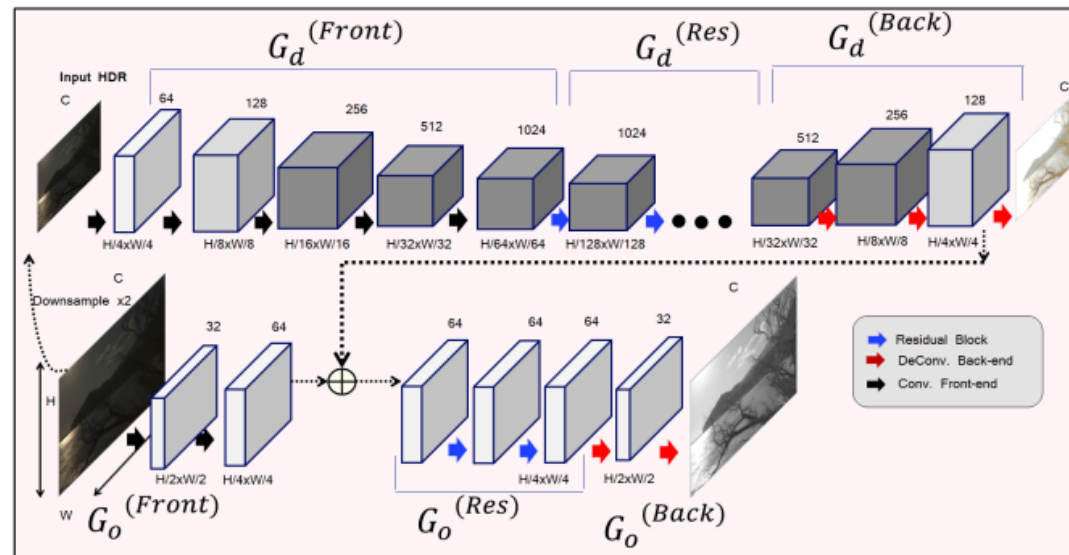 G_d^(Front)
G_d^(Res)
G_d^(Back)
Input HDR
C
64
128
256
512
1024
1024
512
256
128
C
H/4xW/4
H/8xW/8
H/16xW/16
H/32xW/32
H/64xW/64
H/128xW/128
H/32xW/32
H/8xW/8
H/4xW/4
Downsample x2
C
32
64
64
64
64
32
C
H
W
H/2xW/2
H/4xW/4
H/4xW/4
H/2xW/2
G_o^(Front)
G_o^(Res)
G_o^(Back)
Residual Block
DeConv. Back-end
Conv. Front-end